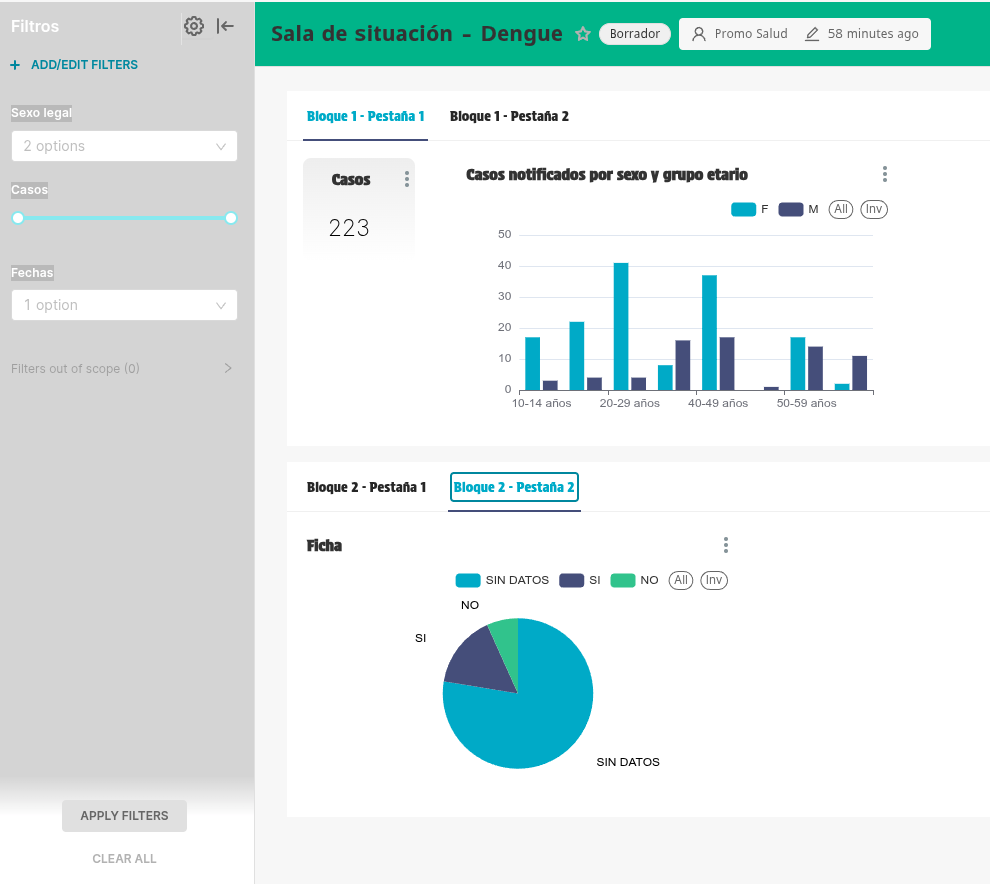 Filtros
ADD/EDIT FILTERS
Sexo legal
2 options
Casos
Fechas
1 option
Filters out of scope (0)
APPLY FILTERS
CLEAR ALL
Sala de situación - Dengue Borrador Promo Salud 58 minutes ago
Bloque 1 - Pestaña 1 Bloque 1 - Pestaña 2
Casos
223
Casos notificados por sexo y grupo etario
F M All Inv
50
40
30
20
10
0
10-14 años 20-29 años 40-49 años 50-59 años
Bloque 2 - Pestaña 1 Bloque 2 - Pestaña 2
Ficha
SIN DATOS SI NO All Inv
NO
SI
SIN DATOS